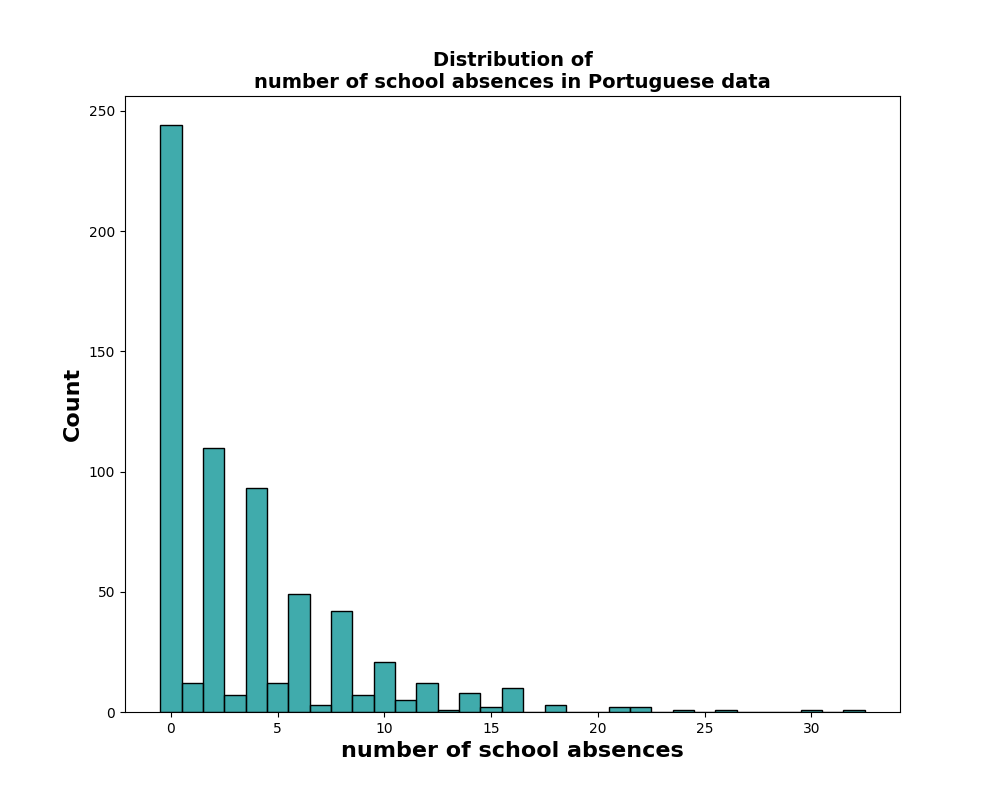 Distribution of
number of school absences in Portuguese data
250
200
150
100
50
0
Count
0 5 10 15 20 25 30
number of school absences